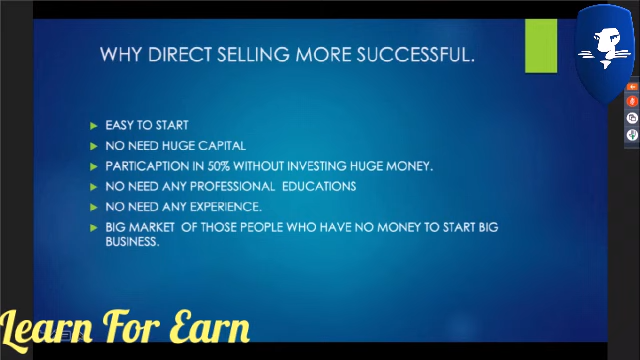 WHY DIRECT SELLING MORE SUCCESSFUL.
EASY TO START
NO NEED HUGE CAPITAL
PARTICAPTION IN 50% WITHOUT INVESTING HUGE MONEY.
NO NEED ANY PROFESSIONAL EDUCATIONS
NO NEED ANY EXPERIENCE.
BIG MARKET OF THOSE PEOPLE WHO HAVE NO MONEY TO START BIG
BUSINESS.
Learn For Earn